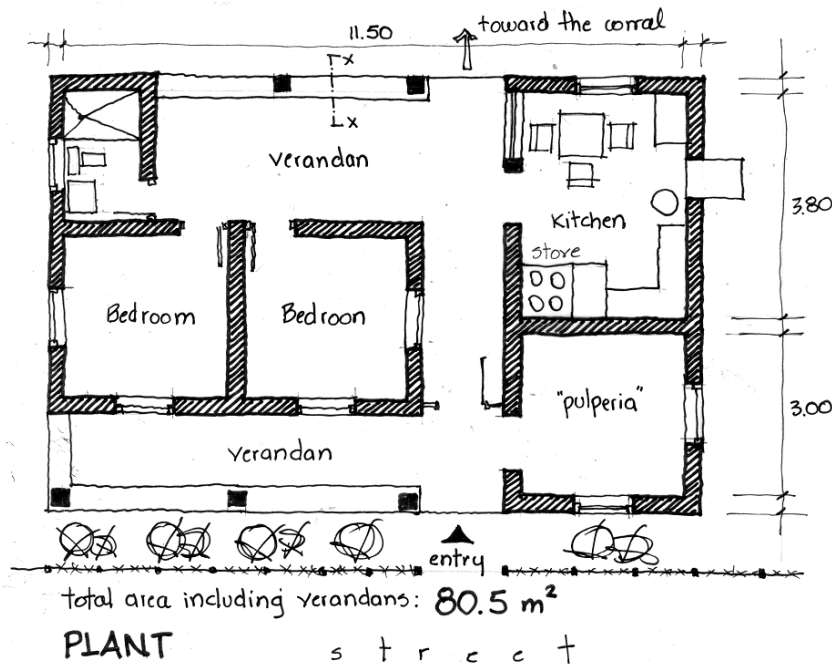 toward the corral
11.50
x
x
verandan
Kitchen
3.80
store
Bedroom
Bedroon
"pulperia"
3.00
verandan
entry
total area including verandans: 80.5 m²
PLANT
street